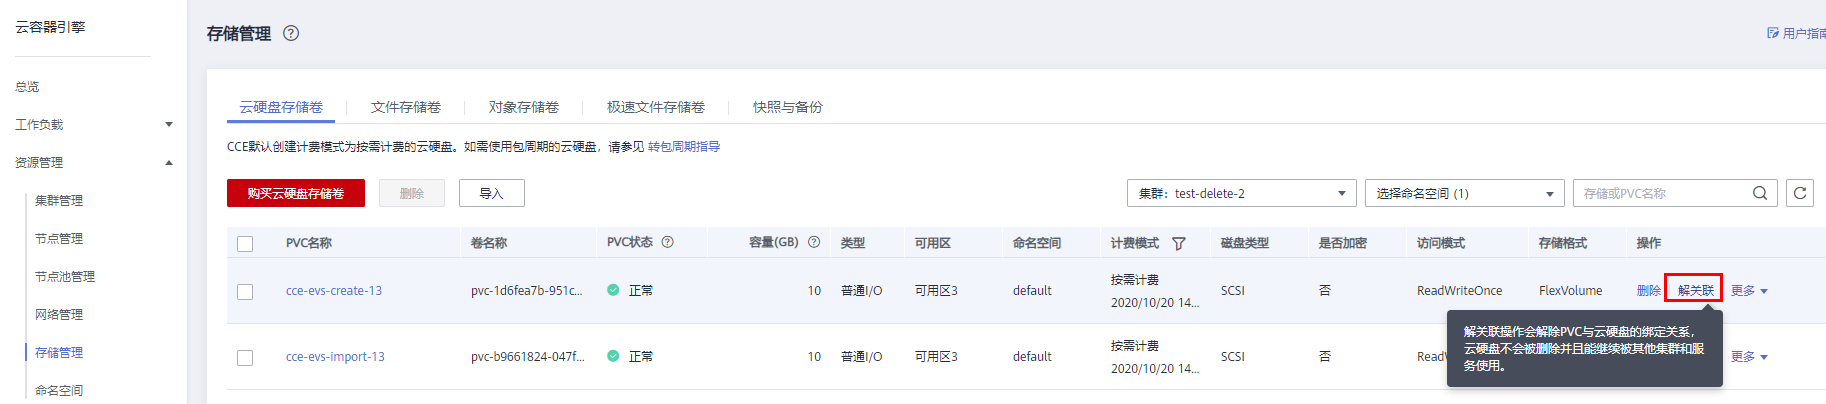 云容器引擎
总览
工作负载
资源管理
集群管理
节点管理
节点池管理
网络管理
存储管理
命名空间
存储管理
用户指南
云硬盘存储卷 文件存储卷 对象存储卷 极速文件存储卷 快照与备份
CCE默认创建计费模式为按需计费的云硬盘。如需使用包周期的云硬盘，请参见 转包周期指导
购买云硬盘存储卷 删除 导入 集群：test-delete-2 选择命名空间 (1) 存储或PVC名称
PVC名称 卷名称 PVC状态 容量(GB) 类型 可用区 命名空间 计费模式 磁盘类型 是否加密 访问模式 存储格式 操作
cce-evs-create-13 pvc-1d6fea7b-951c... 正常 10 普通I/O 可用区3 default 按需计费 2020/10/20 14... SCSI 否 ReadWriteOnce FlexVolume 删除 解关联 更多
cce-evs-import-13 pvc-b9661824-047f... 正常 10 普通I/O 可用区3 default 按需计费 2020/10/20 14... SCSI 否 ReadW 更多
解关联操作会解除PVC与云硬盘的绑定关系，
云硬盘不会被删除并且能继续被其他集群和服
务使用。